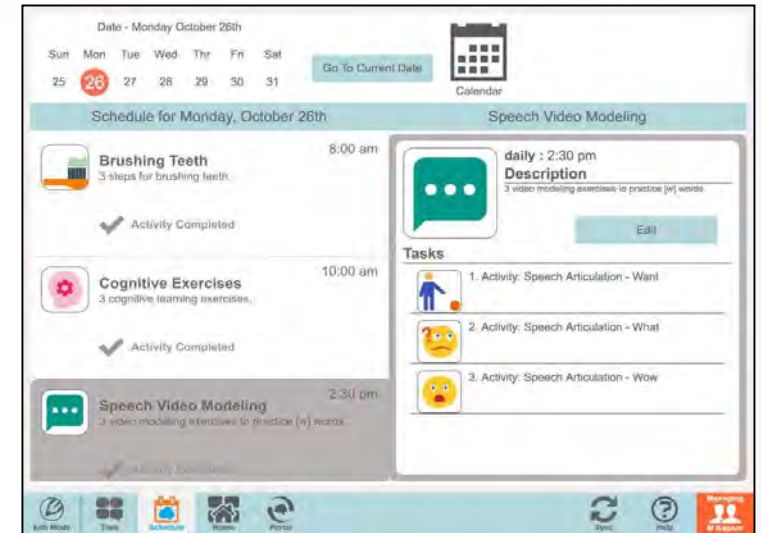 Date - Monday October 26th
Sun Mon Tue Wed Thr Fri Sat
25 26 27 28 29 30 31
Go To Current Date
Calendar
Schedule for Monday, October 26th
Brushing Teeth
8:00 am
3 steps for brushing teeth.
Activity Completed
Cognitive Exercises
10:00 am
3 cognitive learning exercises.
Activity Completed
Speech Video Modeling
2:30 pm
3 video modeling exercises to practice [w] words.
Activity Completed
Speech Video Modeling
daily : 2:30 pm
Description
3 video modeling exercises to practice [w] words.
Edit
Tasks
1. Activity: Speech Articulation - Want
2. Activity: Speech Articulation - What
3. Activity: Speech Articulation - Wow
Edit Mode
Schedule
Home
Portal
Sync
Help
Managing